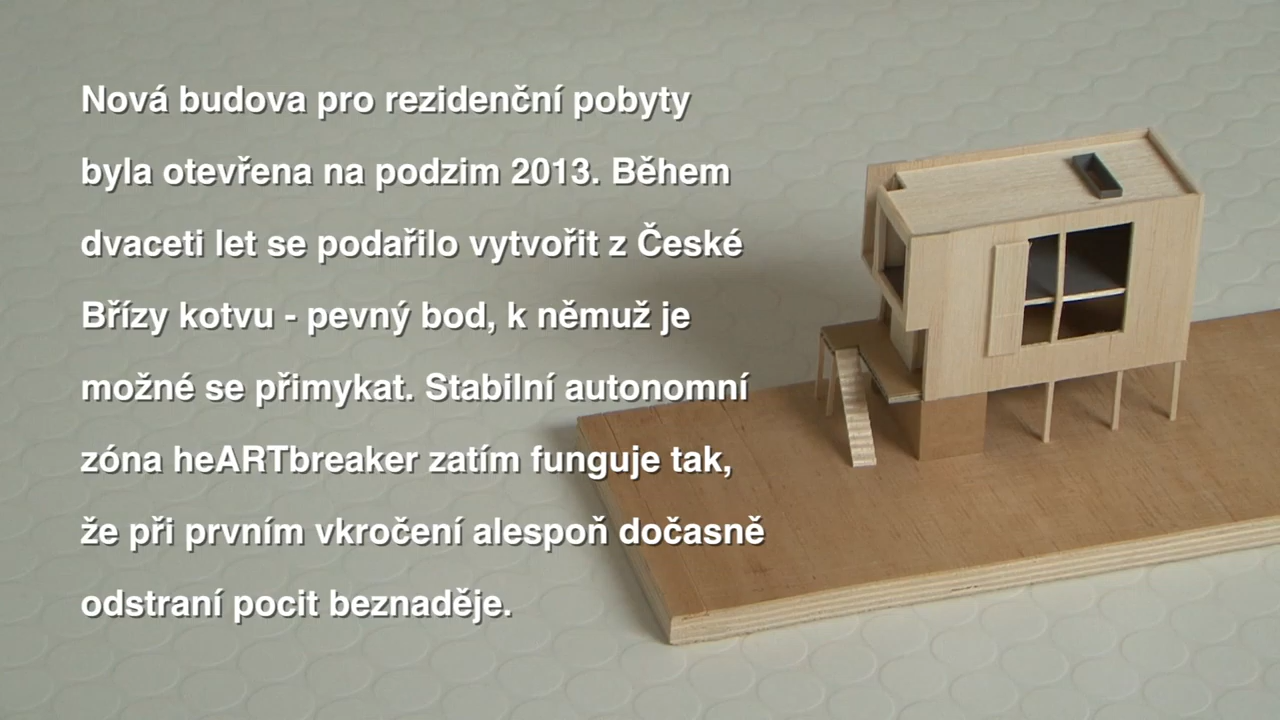 Nová budova pro rezidenční pobyty
byla otevřena na podzim 2013. Během
dvaceti let se podařilo vytvořit z České
Břízy kotvu - pevný bod, k němuž je
možné se přimykat. Stabilní autonomní
zóna heARTbreaker zatím funguje tak,
že při prvním vkročení alespoň dočasně
odstraní pocit beznaděje.